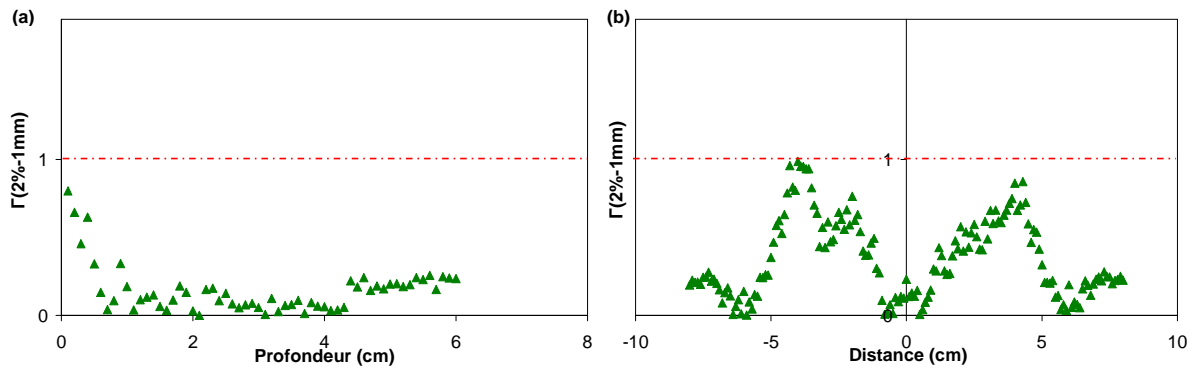 (a)
Γ(2%-1mm)
1
0
0
2
4
6
8
Profondeur (cm)
(b)
Γ(2%-1mm)
1
0
-10
-5
0
5
10
Distance (cm)